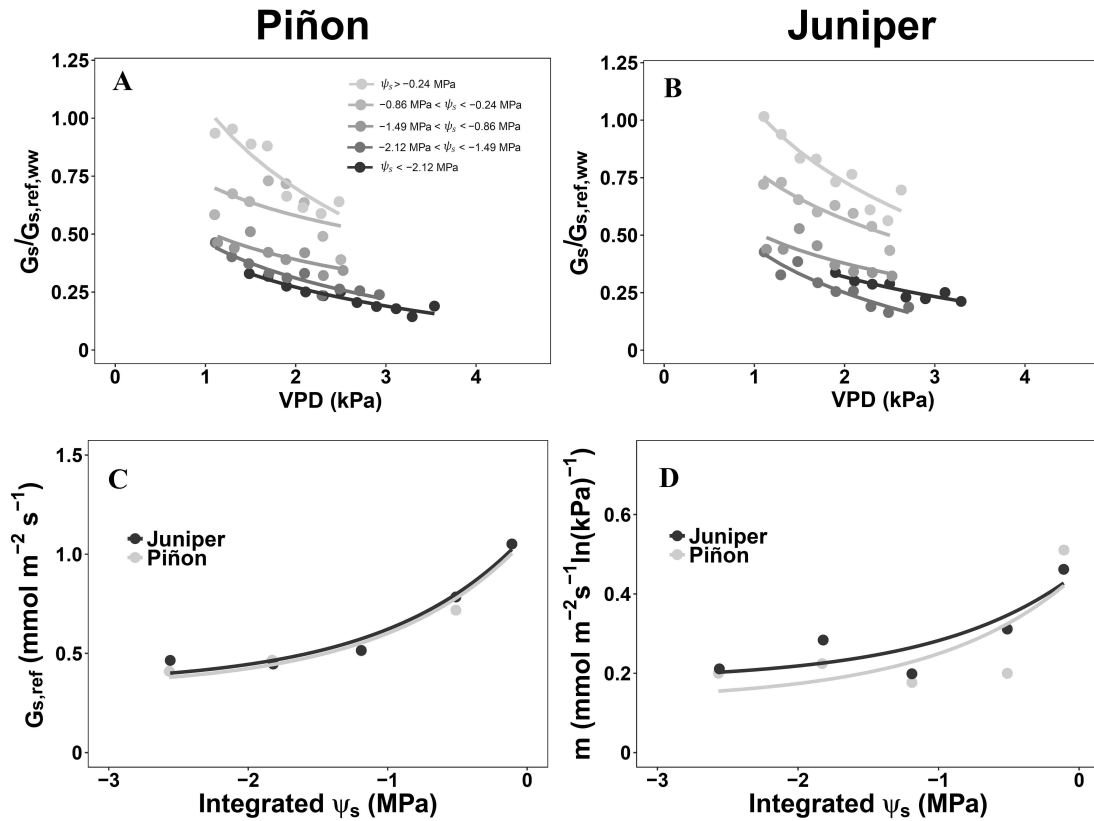 Piñon
Juniper
A
1.25
1.00
0.75
0.50
0.25
0
Gs/Gs,ref,ww
0 1 2 3 4
VPD (kPa)
ψs > −0.24 MPa
−0.86 MPa < ψs < −0.24 MPa
−1.49 MPa < ψs < −0.86 MPa
−2.12 MPa < ψs < −1.49 MPa
ψs < −2.12 MPa
B
1.25
1.00
0.75
0.50
0.25
0
Gs/Gs,ref,ww
0 1 2 3 4
VPD (kPa)
C
1.5
1.0
0.5
0
Gs,ref (mmol m−2 s−1)
Juniper
Piñon
−3 −2 −1 0
Integrated ψs (MPa)
D
0.6
0.4
0.2
0
m (mmol m−2s−1ln(kPa)−1)
Juniper
Piñon
−3 −2 −1 0
Integrated ψs (MPa)